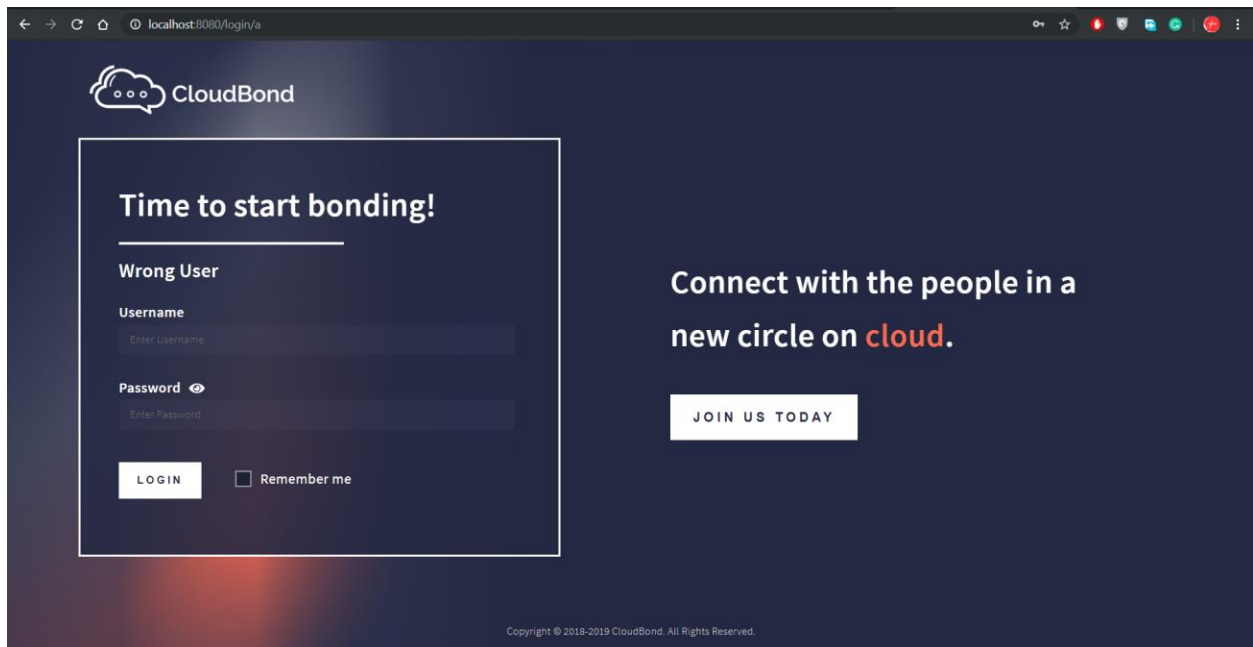 localhost:8080/login/a
CloudBond
Time to start bonding!
Wrong User
Username
Enter Username
Password
Enter Password
LOGIN
Remember me
Connect with the people in a
new circle on cloud.
JOIN US TODAY
Copyright © 2018-2019 CloudBond. All Rights Reserved.